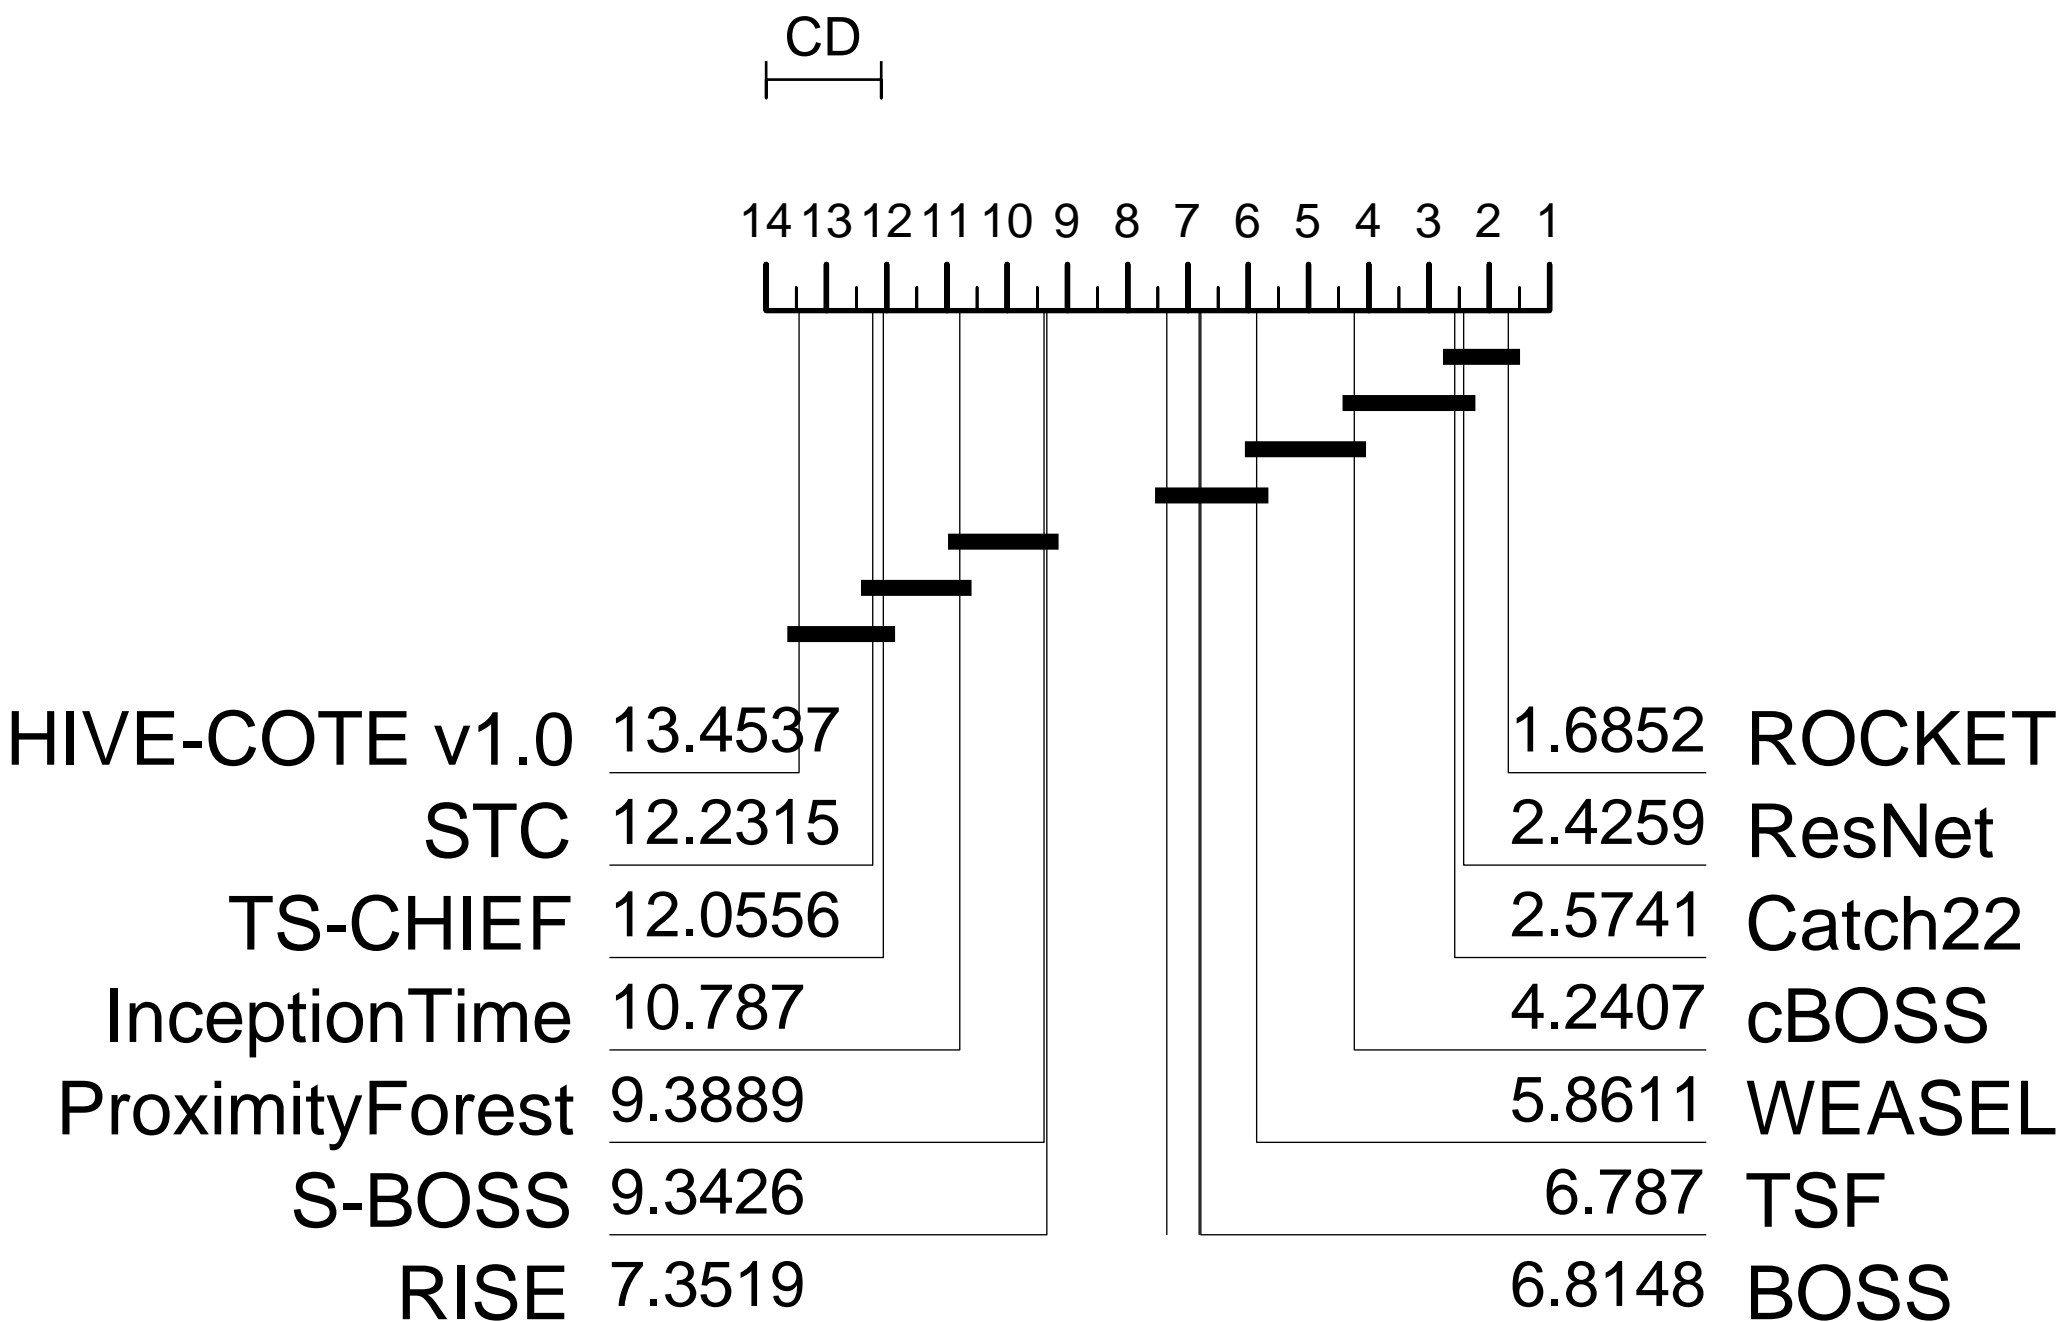 CD
14 13 12 11 10 9 8 7 6 5 4 3 2 1
HIVE-COTE v1.0 13.4537 1.6852 ROCKET
STC 12.2315 2.4259 ResNet
TS-CHIEF 12.0556 2.5741 Catch22
InceptionTime 10.787 4.2407 cBOSS
ProximityForest 9.3889 5.8611 WEASEL
S-BOSS 9.3426 6.787 TSF
RISE 7.3519 6.8148 BOSS